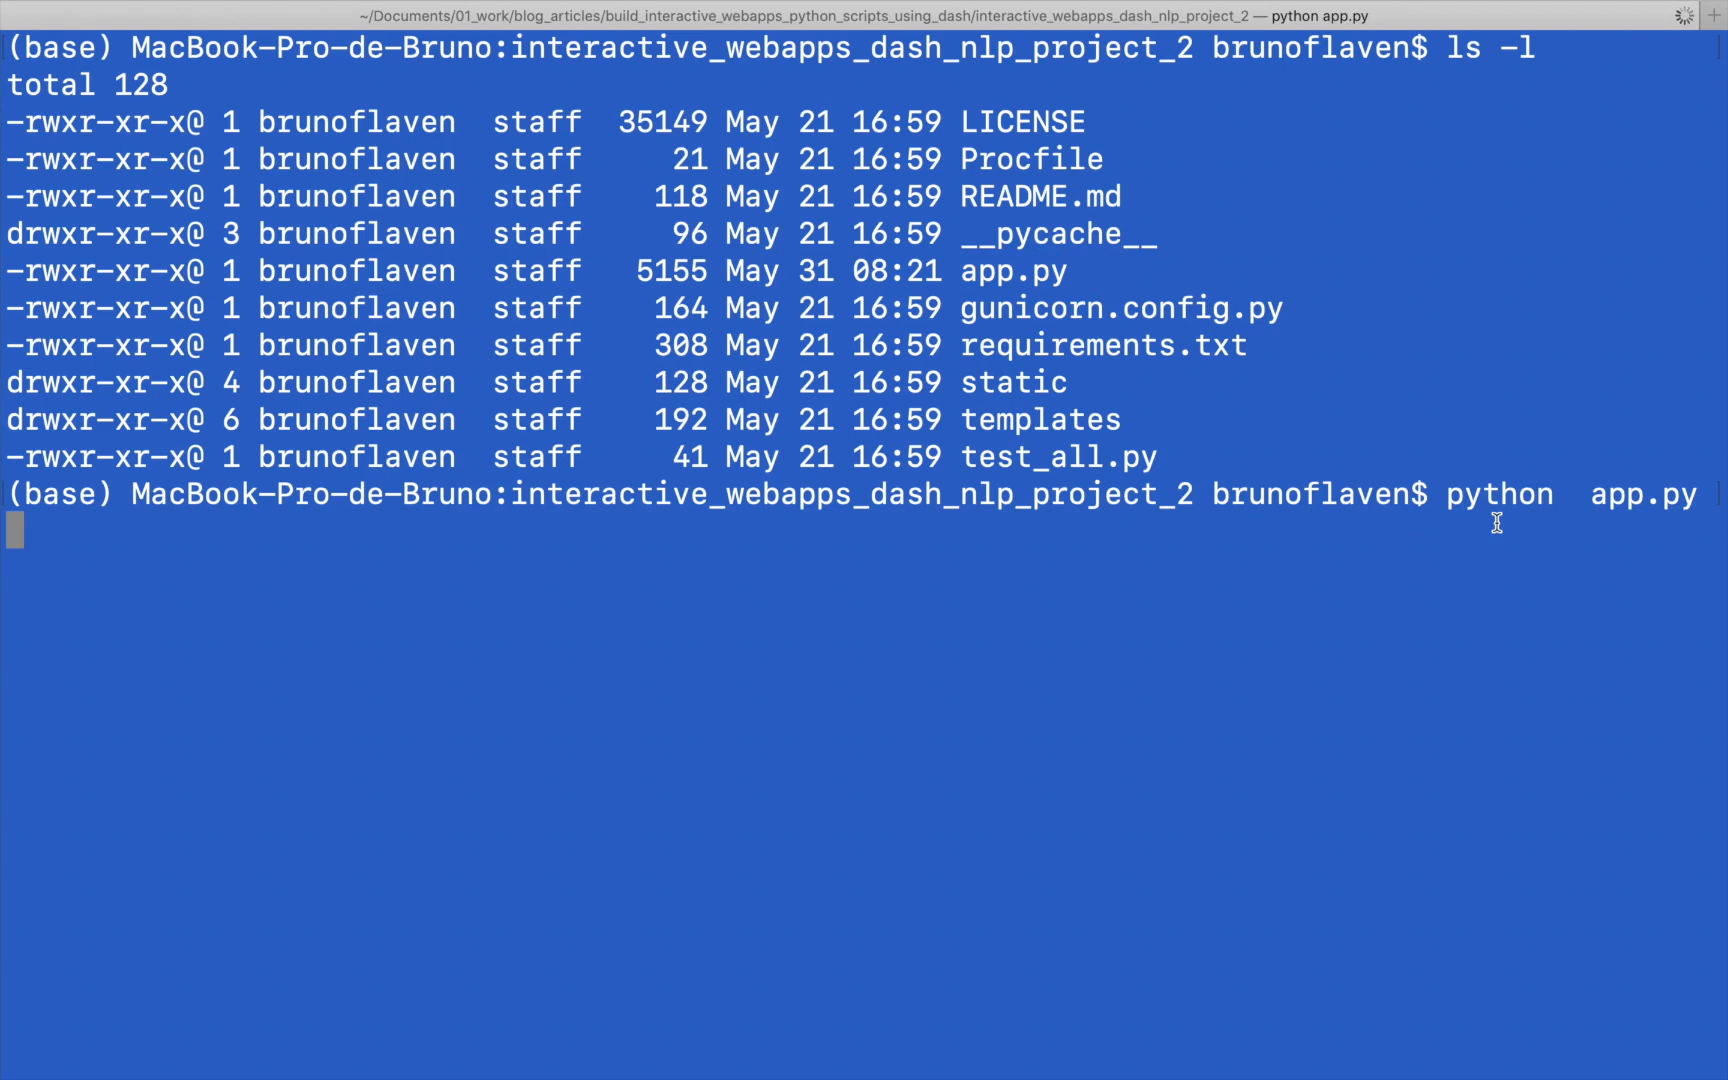 ~/Documents/01_work/blog_articles/build_interactive_webapps_python_scripts_using_dash/interactive_webapps_dash_nlp_project_2 — python app.py
(base) MacBook-Pro-de-Bruno:interactive_webapps_dash_nlp_project_2 brunoflaven$ ls -l
total 128
-rwxr-xr-x@ 1 brunoflaven  staff  35149 May 21 16:59 LICENSE
-rwxr-xr-x@ 1 brunoflaven  staff     21 May 21 16:59 Procfile
-rwxr-xr-x@ 1 brunoflaven  staff    118 May 21 16:59 README.md
drwxr-xr-x@ 3 brunoflaven  staff     96 May 21 16:59 __pycache__
-rwxr-xr-x@ 1 brunoflaven  staff   5155 May 31 08:21 app.py
-rwxr-xr-x@ 1 brunoflaven  staff    164 May 21 16:59 gunicorn.config.py
-rwxr-xr-x@ 1 brunoflaven  staff    308 May 21 16:59 requirements.txt
drwxr-xr-x@ 4 brunoflaven  staff    128 May 21 16:59 static
drwxr-xr-x@ 6 brunoflaven  staff    192 May 21 16:59 templates
-rwxr-xr-x@ 1 brunoflaven  staff     41 May 21 16:59 test_all.py
(base) MacBook-Pro-de-Bruno:interactive_webapps_dash_nlp_project_2 brunoflaven$ python  app.py